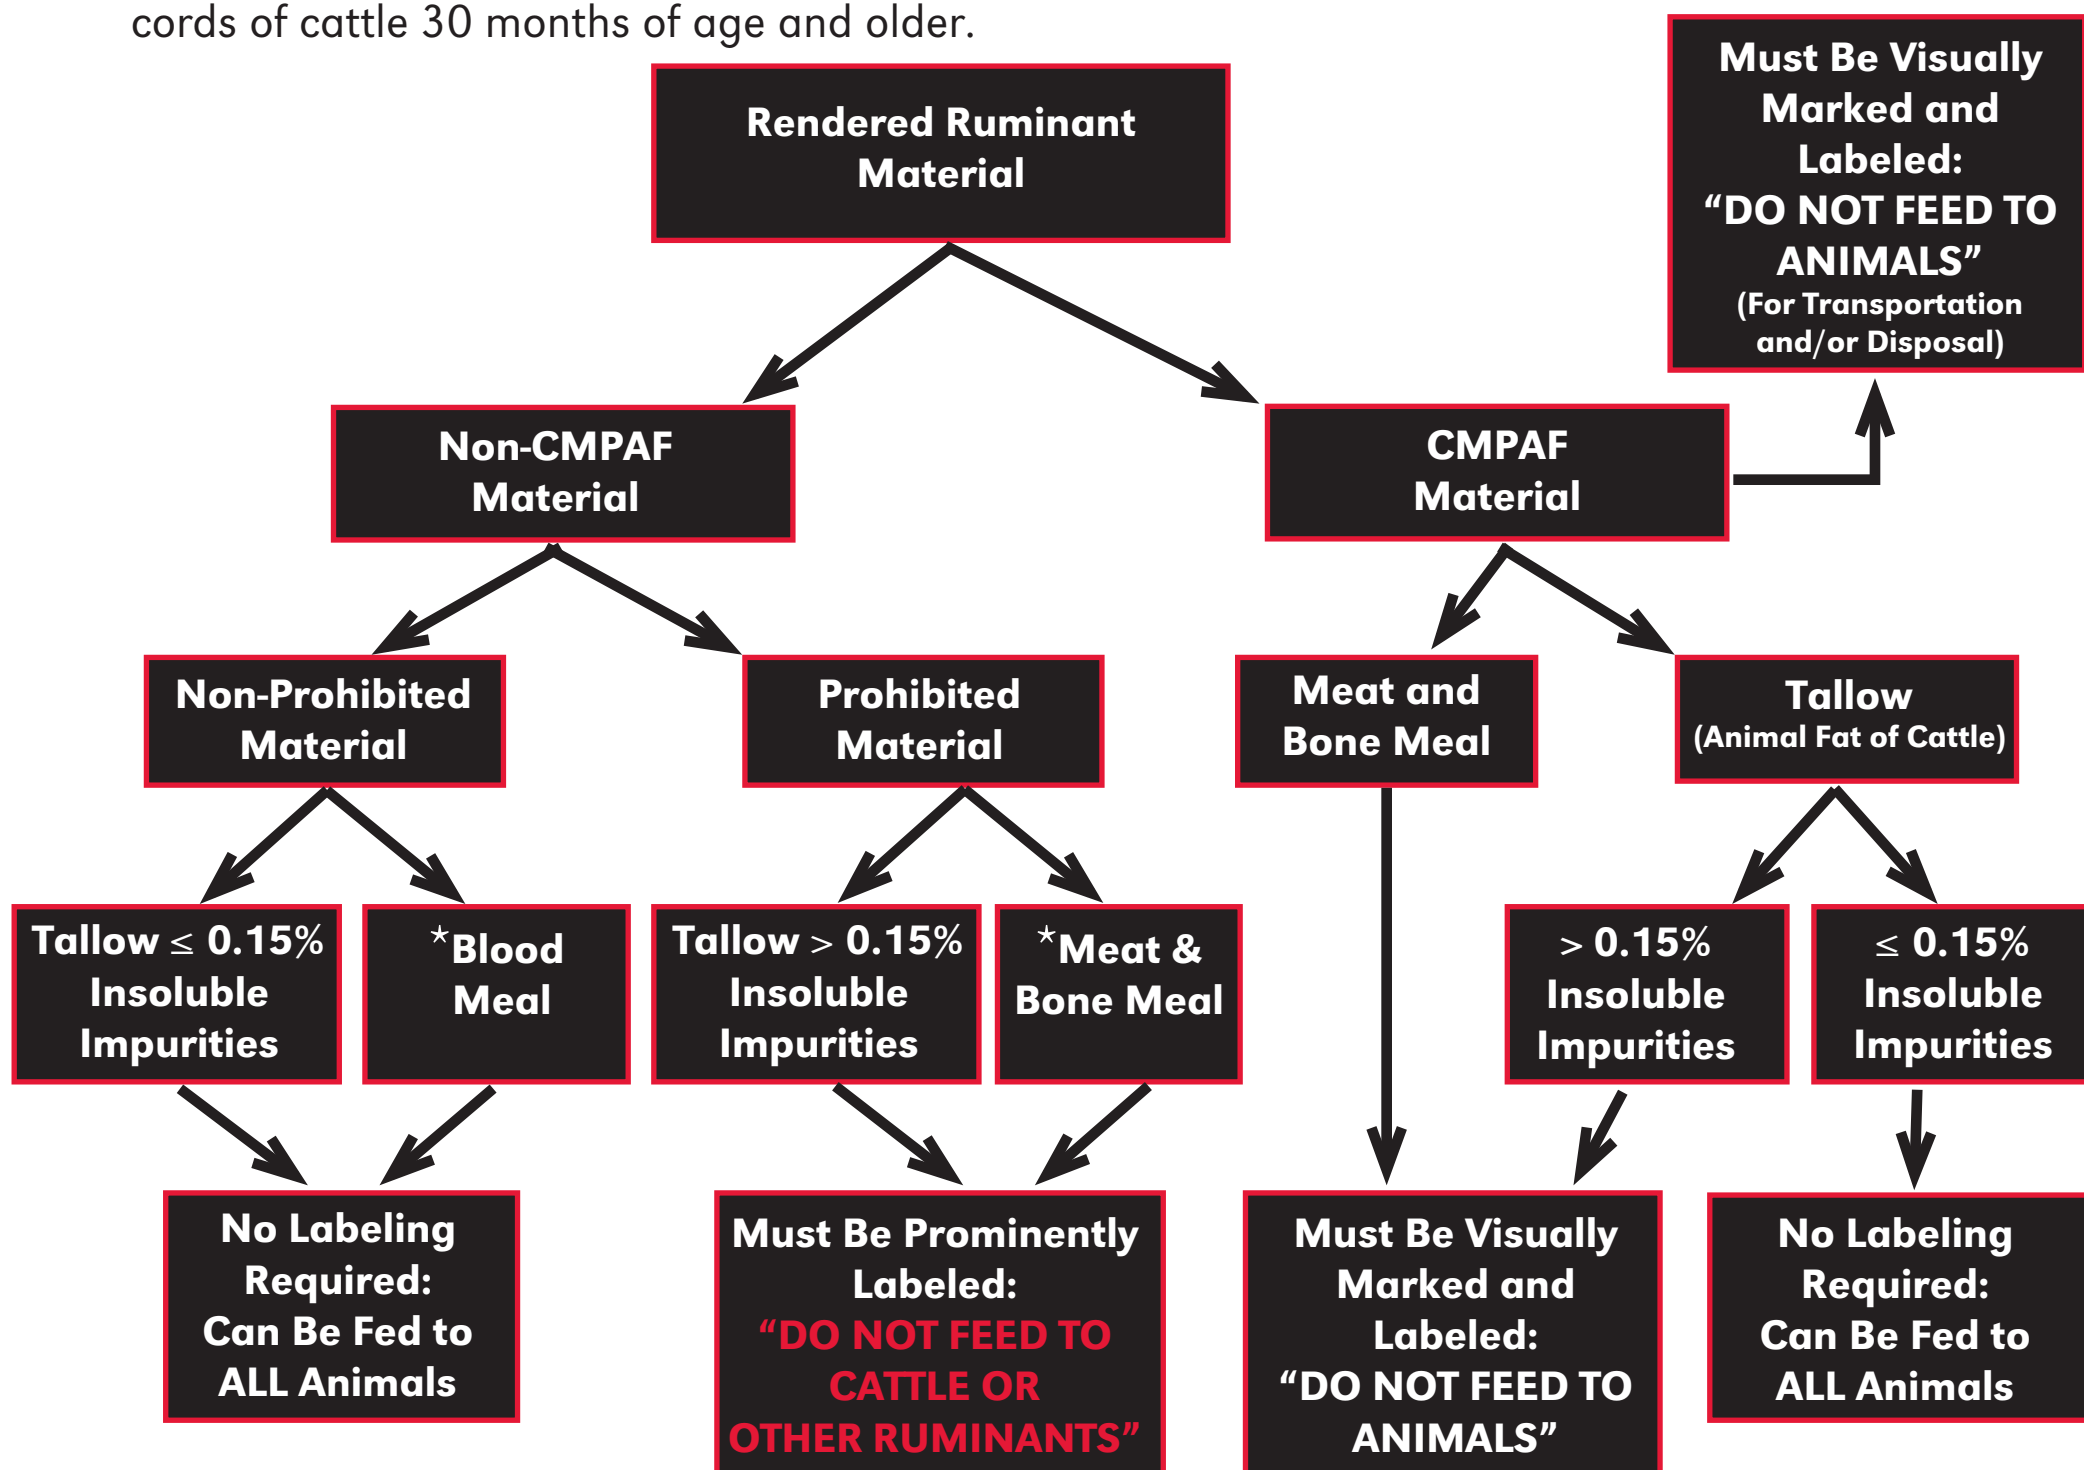 cords of cattle 30 months of age and older.
Rendered Ruminant
Material
Must Be Visually
Marked and
Labeled:
“DO NOT FEED TO
ANIMALS”
(For Transportation
and/or Disposal)
Non-CMPAF
Material
CMPAF
Material
Non-Prohibited
Material
Prohibited
Material
Meat and
Bone Meal
Tallow
(Animal Fat of Cattle)
Tallow ≤ 0.15%
Insoluble
Impurities
*Blood
Meal
Tallow > 0.15%
Insoluble
Impurities
*Meat &
Bone Meal
> 0.15%
Insoluble
Impurities
≤ 0.15%
Insoluble
Impurities
No Labeling
Required:
Can Be Fed to
ALL Animals
Must Be Prominently
Labeled:
“DO NOT FEED TO
CATTLE OR
OTHER RUMINANTS”
Must Be Visually
Marked and
Labeled:
“DO NOT FEED TO
ANIMALS”
No Labeling
Required:
Can Be Fed to
ALL Animals